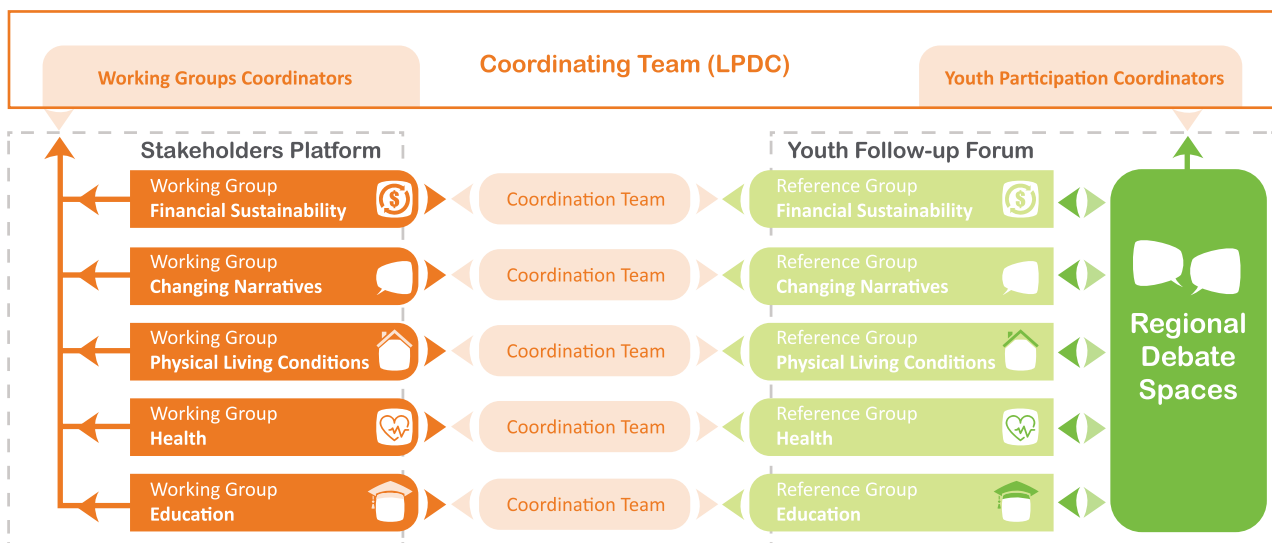 Coordinating Team (LPDC)
Working Groups Coordinators
Youth Participation Coordinators
Stakeholders Platform
Youth Follow-up Forum
Working Group
Financial Sustainability
$
Coordination Team
Reference Group
Financial Sustainability
$
Working Group
Changing Narratives
Coordination Team
Reference Group
Changing Narratives
Working Group
Physical Living Conditions
Coordination Team
Reference Group
Physical Living Conditions
Working Group
Health
Coordination Team
Reference Group
Health
Working Group
Education
Coordination Team
Reference Group
Education
Regional
Debate
Spaces